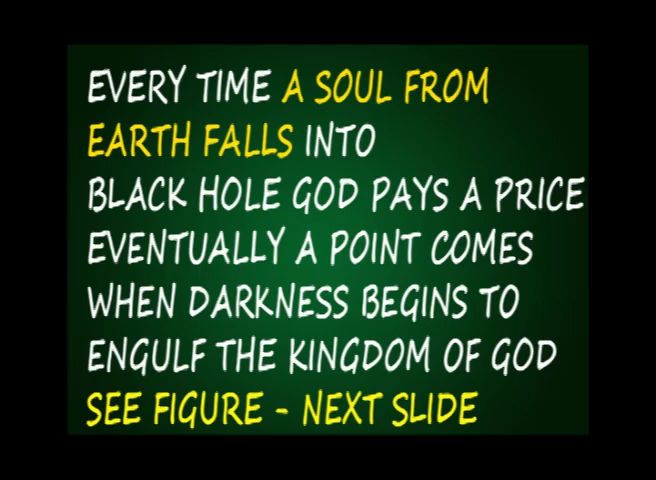 EVERY TIME A SOUL FROM
EARTH FALLS INTO
BLACK HOLE GOD PAYS A PRICE
EVENTUALLY A POINT COMES
WHEN DARKNESS BEGINS TO
ENGULF THE KINGDOM OF GOD
SEE FIGURE - NEXT SLIDE